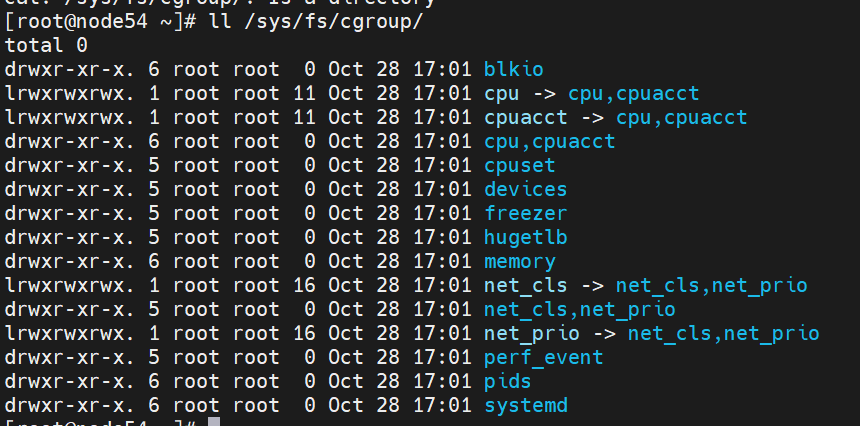 cat: /sys/fs/cgroup/: is a directory
[root@node54 ~]# ll /sys/fs/cgroup/
total 0
drwxr-xr-x. 6 root root  0 Oct 28 17:01 blkio
lrwxrwxrwx. 1 root root 11 Oct 28 17:01 cpu -> cpu,cpuacct
lrwxrwxrwx. 1 root root 11 Oct 28 17:01 cpuacct -> cpu,cpuacct
drwxr-xr-x. 6 root root  0 Oct 28 17:01 cpu,cpuacct
drwxr-xr-x. 5 root root  0 Oct 28 17:01 cpuset
drwxr-xr-x. 5 root root  0 Oct 28 17:01 devices
drwxr-xr-x. 5 root root  0 Oct 28 17:01 freezer
drwxr-xr-x. 5 root root  0 Oct 28 17:01 hugetlb
drwxr-xr-x. 6 root root  0 Oct 28 17:01 memory
lrwxrwxrwx. 1 root root 16 Oct 28 17:01 net_cls -> net_cls,net_prio
drwxr-xr-x. 5 root root  0 Oct 28 17:01 net_cls,net_prio
lrwxrwxrwx. 1 root root 16 Oct 28 17:01 net_prio -> net_cls,net_prio
drwxr-xr-x. 5 root root  0 Oct 28 17:01 perf_event
drwxr-xr-x. 6 root root  0 Oct 28 17:01 pids
drwxr-xr-x. 6 root root  0 Oct 28 17:01 systemd
[root@node54 ~]#